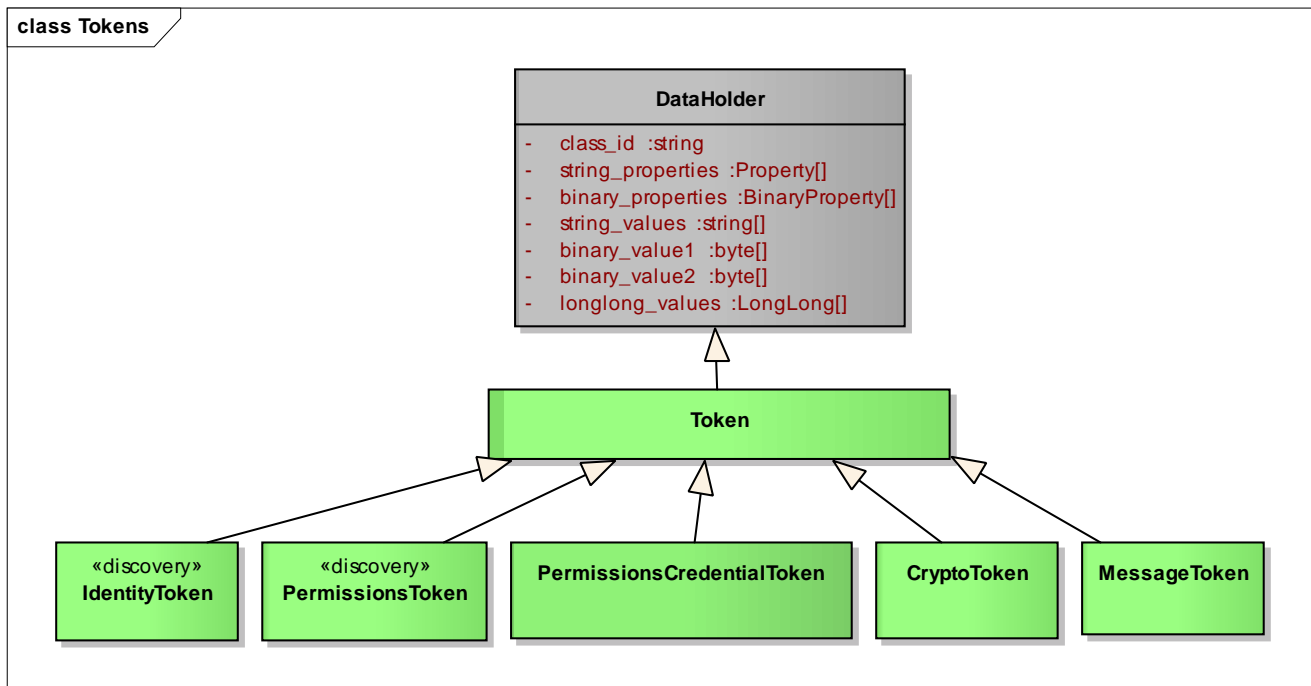 class Tokens
DataHolder
- class_id :string
- string_properties :Property[]
- binary_properties :BinaryProperty[]
- string_values :string[]
- binary_value1 :byte[]
- binary_value2 :byte[]
- longlong_values :LongLong[]
Token
«discovery»
IdentityToken
«discovery»
PermissionsToken
PermissionsCredentialToken
CryptoToken
MessageToken